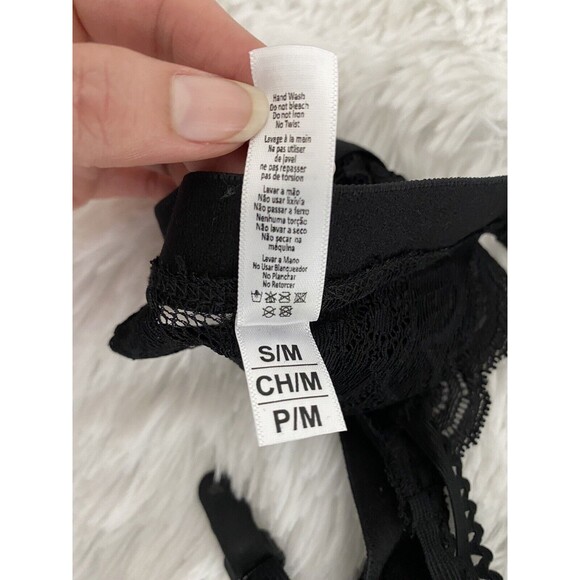 Hand Wash
Do not bleach
Do not Iron
No Twist
Lavage à la main
Na pas utiliser
de javel
ne pas repasser
pas de torsion
Lavar a mão
Não usar lixivia
Não passar a ferro
Nenhuma torção
Não lavar a seco
Não secar na
máquina
Lavar a Mano
No Usar Blanqueador
No Planchar
No Retorcer
S/M
CH/M
P/M